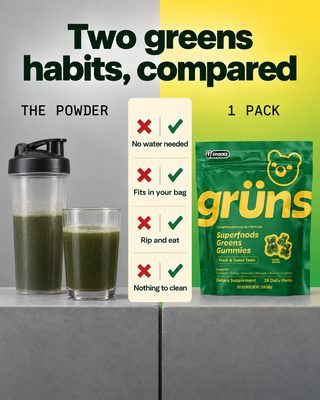 Two greens
habits, compared
THE POWDER
1 PACK
No water needed
Fits in your bag
Rip and eat
Nothing to clean
SNACKS
grüns
COMPREHENSIVE NUTRITION
Superfoods
Greens
Gummies
Fresh & Sweet Taste
Dietary Supplement
28 Daily Packs